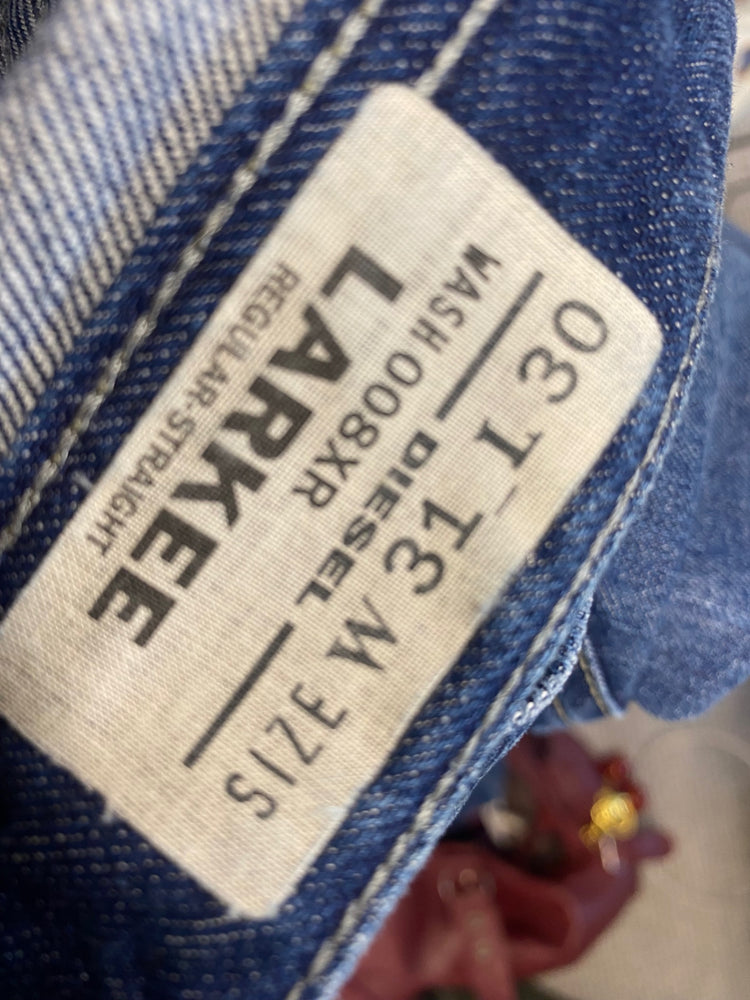 SIZE W 31 L 30
DIESEL
WASH 008XR
LARKEE
REGULAR-STRAIGHT